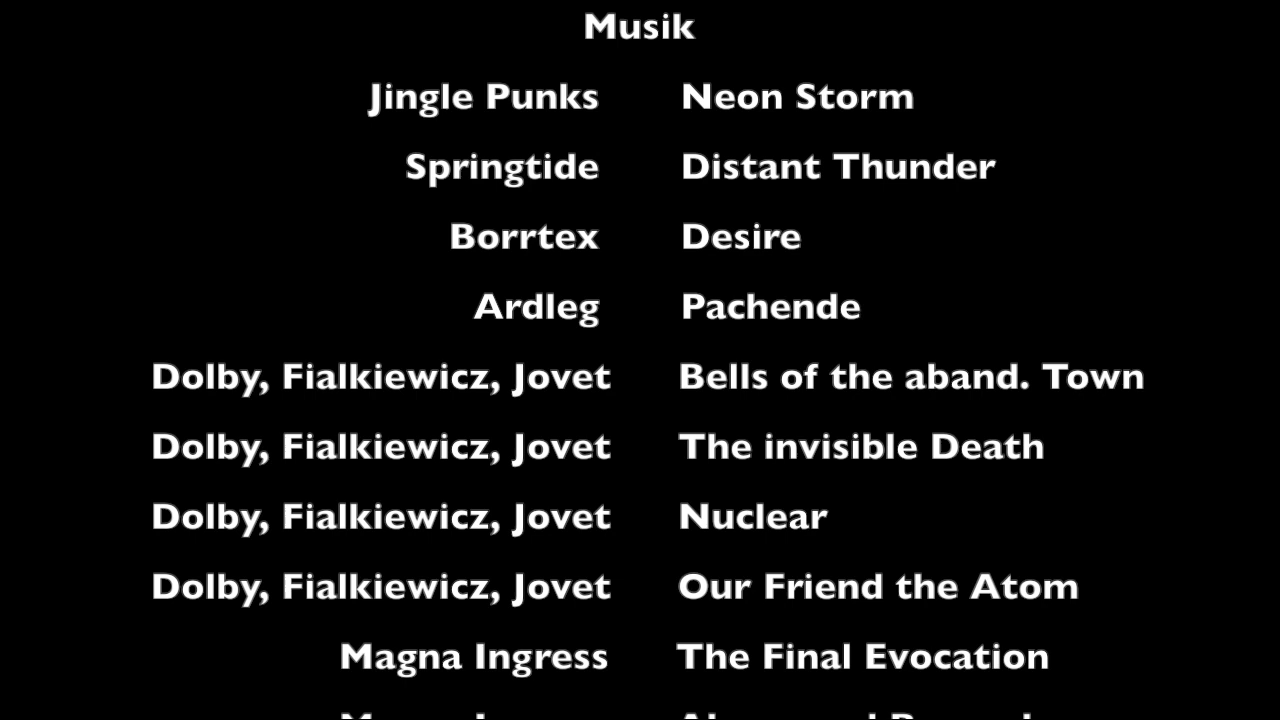 Musik
Jingle Punks Neon Storm
Springtide Distant Thunder
Borrtex Desire
Ardleg Pachende
Dolby, Fialkiewicz, Jovet Bells of the aband. Town
Dolby, Fialkiewicz, Jovet The invisible Death
Dolby, Fialkiewicz, Jovet Nuclear
Dolby, Fialkiewicz, Jovet Our Friend the Atom
Magna Ingress The Final Evocation